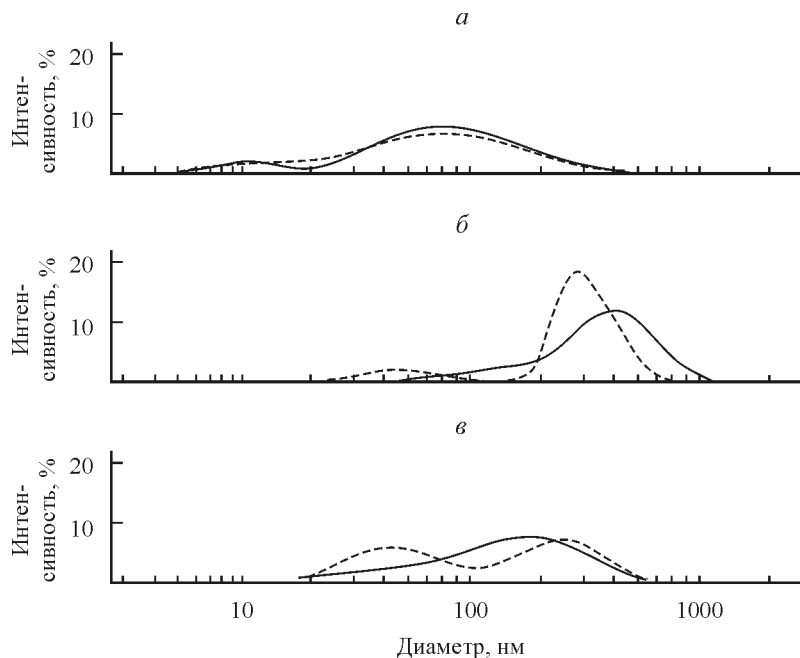 а
Интен-
сивность, %
20
10
б
Интен-
сивность, %
20
10
в
Интен-
сивность, %
20
10
10 100 1000
Диаметр, нм